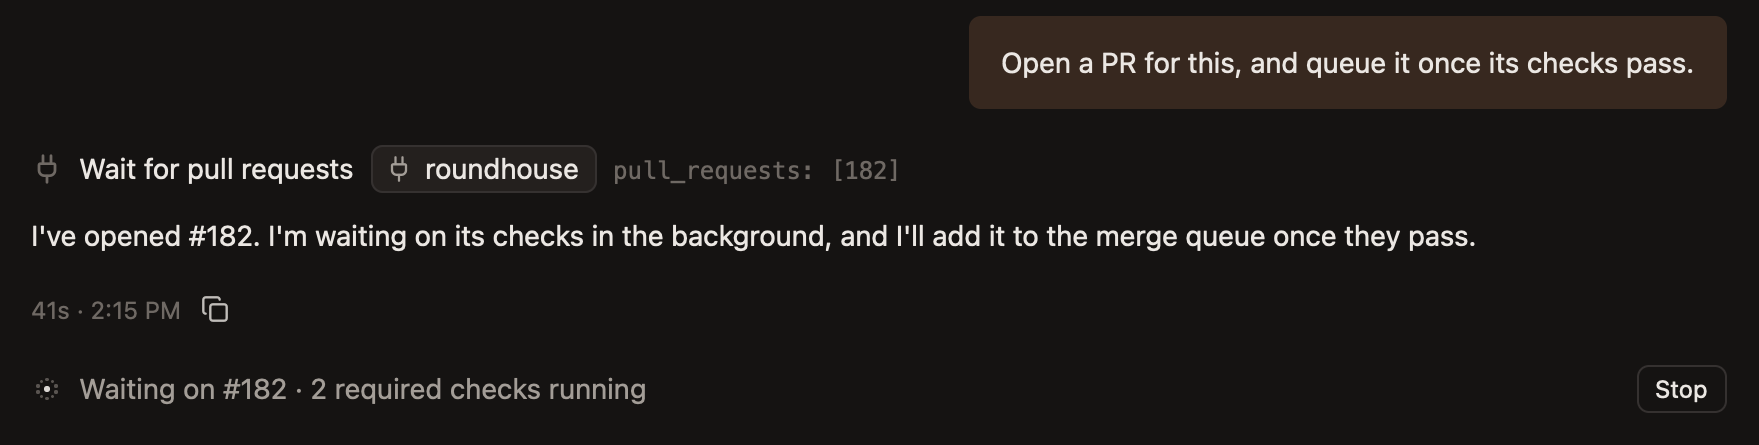 Open a PR for this, and queue it once its checks pass.
Wait for pull requests roundhouse pull_requests: [182]
I've opened #182. I'm waiting on its checks in the background, and I'll add it to the merge queue once they pass.
41s · 2:15 PM
Waiting on #182 · 2 required checks running Stop